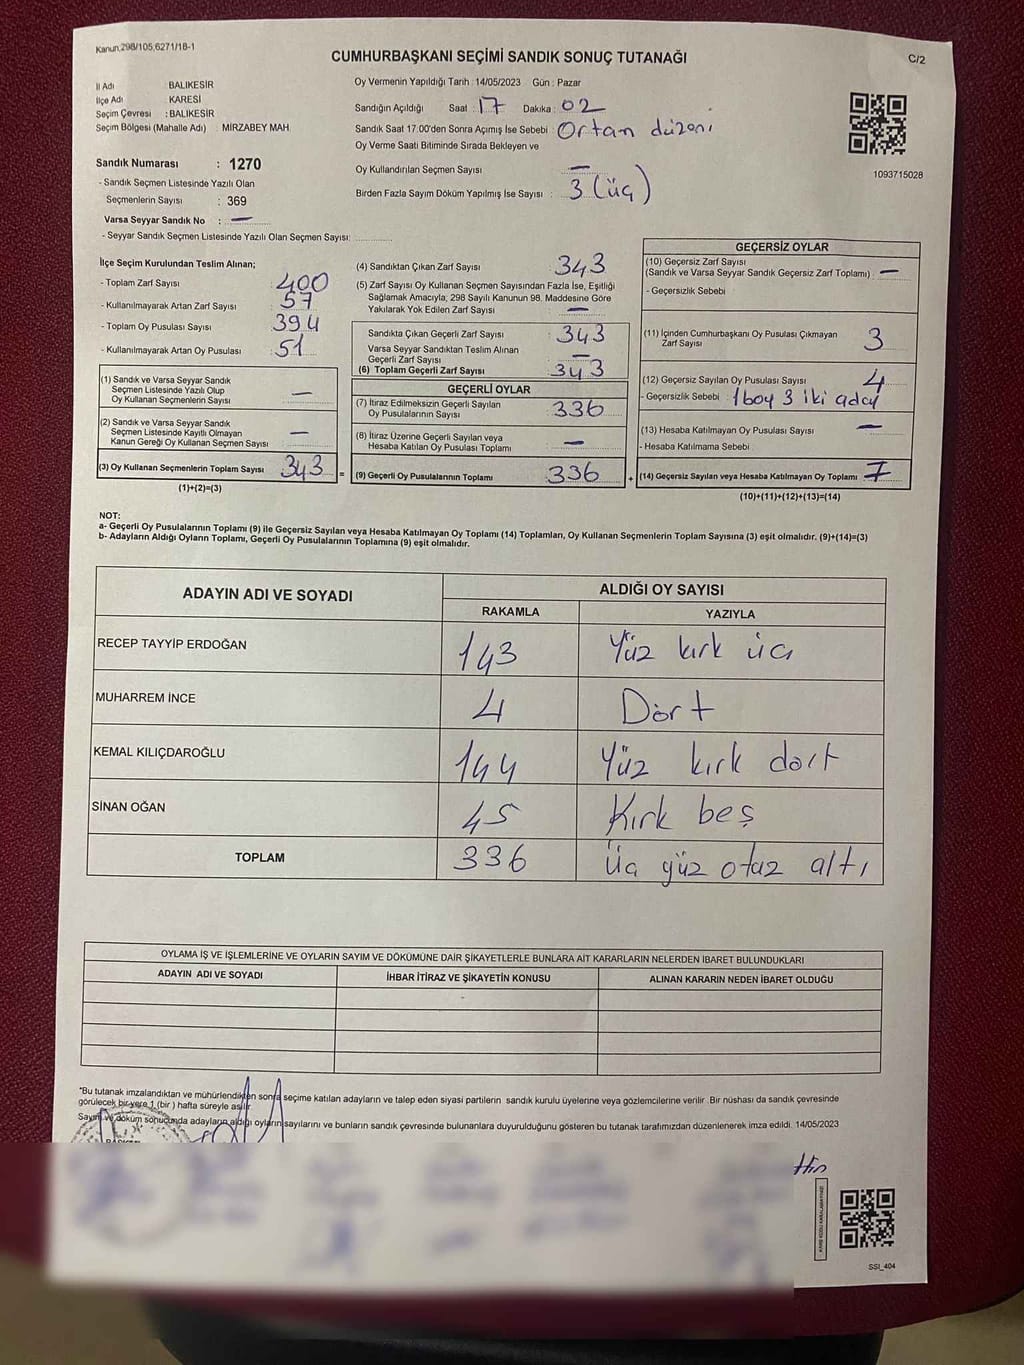 Kanun,298/105,6271/18-1
CUMHURBAŞKANI SEÇİMİ SANDIK SONUÇ TUTANAĞI
C/2
İl Adı : BALIKESİR
İlçe Adı : KARESİ
Seçim Çevresi : BALIKESİR
Seçim Bölgesi (Mahalle Adı) : MİRZABEY MAH.
Sandık Numarası : 1270
- Sandık Seçmen Listesinde Yazılı Olan
Seçmenlerin Sayısı : 369
Varsa Seyyar Sandık No : —
- Seyyar Sandık Seçmen Listesinde Yazılı Olan Seçmen Sayısı:
Oy Vermenin Yapıldığı Tarih : 14/05/2023 Gün : Pazar
Sandığın Açıldığı Saat : 17 Dakika : 02
Sandık Saat 17:00'den Sonra Açımış İse Sebebi : Ortan düzeni
Oy Verme Saati Bitiminde Sırada Bekleyen ve
Oy Kullandırılan Seçmen Sayısı : —
Birden Fazla Sayım Döküm Yapılmış İse Sayısı : 3 (üç)
1093715028
İlçe Seçim Kurulundan Teslim Alınan;
- Toplam Zarf Sayısı : 400
- Kullanılmayarak Artan Zarf Sayısı : 57
- Toplam Oy Pusulası Sayısı : 394
- Kullanılmayarak Artan Oy Pusulası : 51
(1) Sandık ve Varsa Seyyar Sandık
Seçmen Listesinde Yazılı Olup
Oy Kullanan Seçmenlerin Sayısı : —
(2) Sandık ve Varsa Seyyar Sandık
Seçmen Listesinde Kayıtlı Olmayan
Kanun Gereği Oy Kullanan Seçmen Sayısı : —
(3) Oy Kullanan Seçmenlerin Toplam Sayısı : 343 =
(1)+(2)=(3)
(4) Sandıktan Çıkan Zarf Sayısı : 343
(5) Zarf Sayısı Oy Kullanan Seçmen Sayısından Fazla İse, Eşitliği
Sağlamak Amacıyla; 298 Sayılı Kanunun 98. Maddesine Göre
Yakılarak Yok Edilen Zarf Sayısı : —
Sandıkta Çıkan Geçerli Zarf Sayısı : 343
Varsa Seyyar Sandıktan Teslim Alınan
Geçerli Zarf Sayısı : —
(6) Toplam Geçerli Zarf Sayısı : 343
GEÇERLİ OYLAR
(7) İtiraz Edilmeksizin Geçerli Sayılan
Oy Pusulalarının Sayısı : 336
(8) İtiraz Üzerine Geçerli Sayılan veya
Hesaba Katılan Oy Pusulası Toplamı : —
(9) Geçerli Oy Pusulalarının Toplamı : 336 +
GEÇERSİZ OYLAR
(10) Geçersiz Zarf Sayısı
(Sandık ve Varsa Seyyar Sandık Geçersiz Zarf Toplamı) : —
- Geçersizlik Sebebi :
(11) İçinden Cumhurbaşkanı Oy Pusulası Çıkmayan
Zarf Sayısı : 3
(12) Geçersiz Sayılan Oy Pusulası Sayısı : 4
- Geçersizlik Sebebi : 1 boy 3 iki aday
(13) Hesaba Katılmayan Oy Pusulası Sayısı : —
- Hesaba Katılmama Sebebi :
(14) Geçersiz Sayılan veya Hesaba Katılmayan Oy Toplamı : 7
(10)+(11)+(12)+(13)=(14)
NOT:
a- Geçerli Oy Pusulalarının Toplamı (9) ile Geçersiz Sayılan veya Hesaba Katılmayan Oy Toplamı (14) Toplamları, Oy Kullanan Seçmenlerin Toplam Sayısına (3) eşit olmalıdır. (9)+(14)=(3)
b- Adayların Aldığı Oyların Toplamı, Geçerli Oy Pusulalarının Toplamına (9) eşit olmalıdır.
ADAYIN ADI VE SOYADI ALDIĞI OY SAYISI
RAKAMLA YAZIYLA
RECEP TAYYİP ERDOĞAN 143 Yüz kırk üç
MUHARREM İNCE 4 Dört
KEMAL KILIÇDAROĞLU 144 Yüz kırk dört
SİNAN OĞAN 45 Kırk beş
TOPLAM 336 Üç yüz otuz altı
OYLAMA İŞ VE İŞLEMLERİNE VE OYLARIN SAYIM VE DÖKÜMÜNE DAİR ŞİKAYETLERLE BUNLARA AİT KARARLARIN NELERDEN İBARET BULUNDUKLARI
ADAYIN ADI VE SOYADI İHBAR İTİRAZ VE ŞİKAYETİN KONUSU ALINAN KARARIN NEDEN İBARET OLDUĞU
*Bu tutanak imzalandıktan ve mühürlendikten sonra seçime katılan adayların ve talep eden siyasi partilerin sandık kurulu üyelerine veya gözlemcilerine verilir .Bir nüshası da sandık çevresinde
görülecek bir yere 1 (bir ) hafta süreyle asılır.
Sayım ve döküm sonucunda adayların aldığı oyların sayılarını ve bunların sandık çevresinde bulunanlara duyurulduğunu gösteren bu tutanak tarafımızdan düzenlenerek imza edildi. 14/05/2023
SSI_404